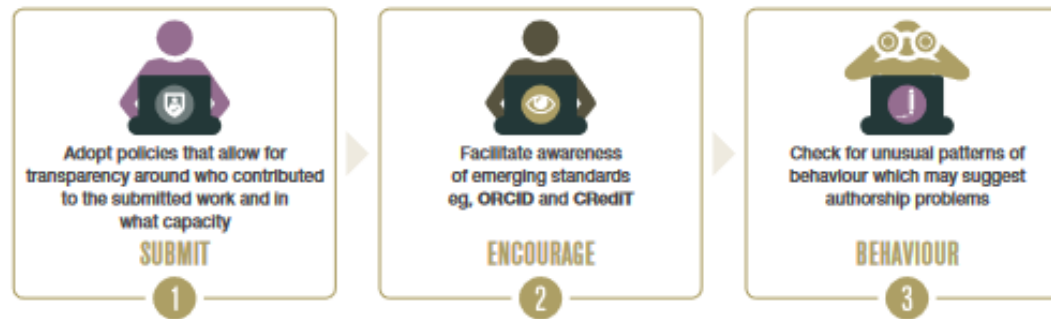 Adopt policies that allow for
transparency around who contributed
to the submitted work and in
what capacity
SUBMIT
1
Facilitate awareness
of emerging standards
eg, ORCID and CRediT
ENCOURAGE
2
Check for unusual patterns of
behaviour which may suggest
authorship problems
BEHAVIOUR
3